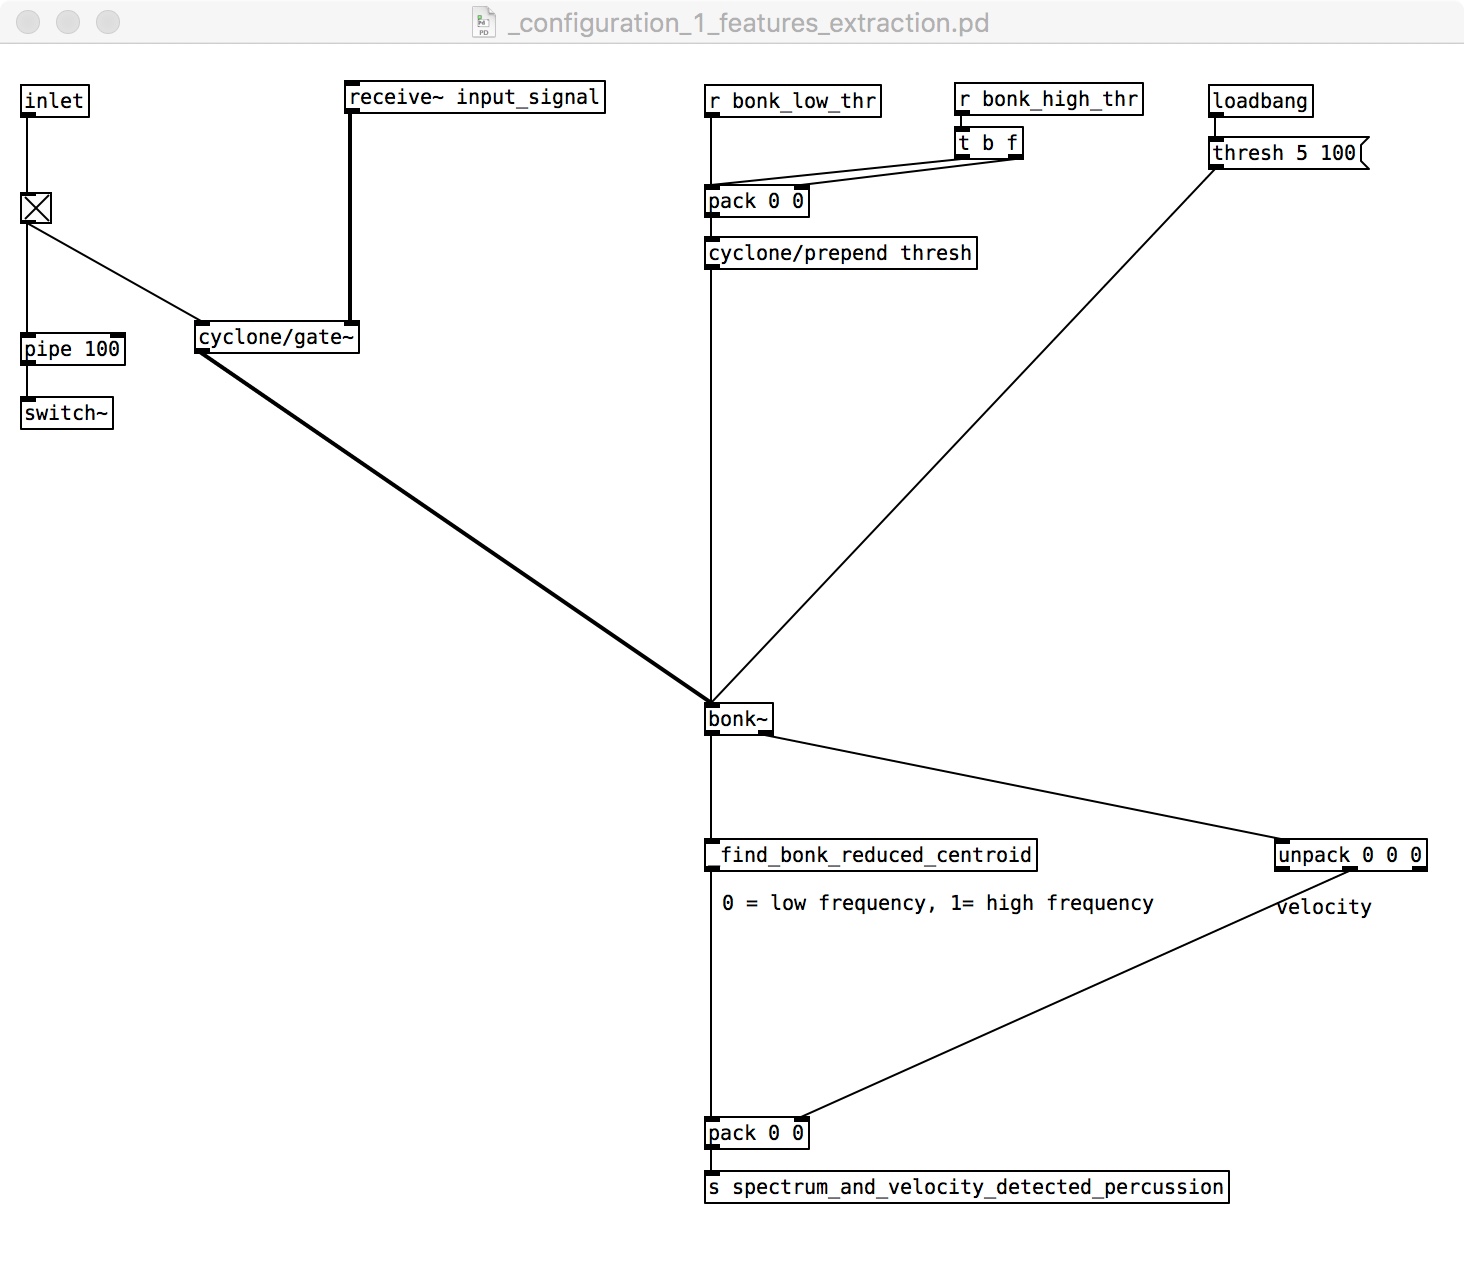 _configuration_1_features_extraction.pd
inlet
receive~ input_signal
r bonk_low_thr
r bonk_high_thr
loadbang
t b f
thresh 5 100
pack 0 0
cyclone/prepend thresh
cyclone/gate~
pipe 100
switch~
bonk~
find_bonk_reduced_centroid
unpack 0 0 0
0 = low frequency, 1= high frequency
velocity
pack 0 0
s spectrum_and_velocity_detected_percussion